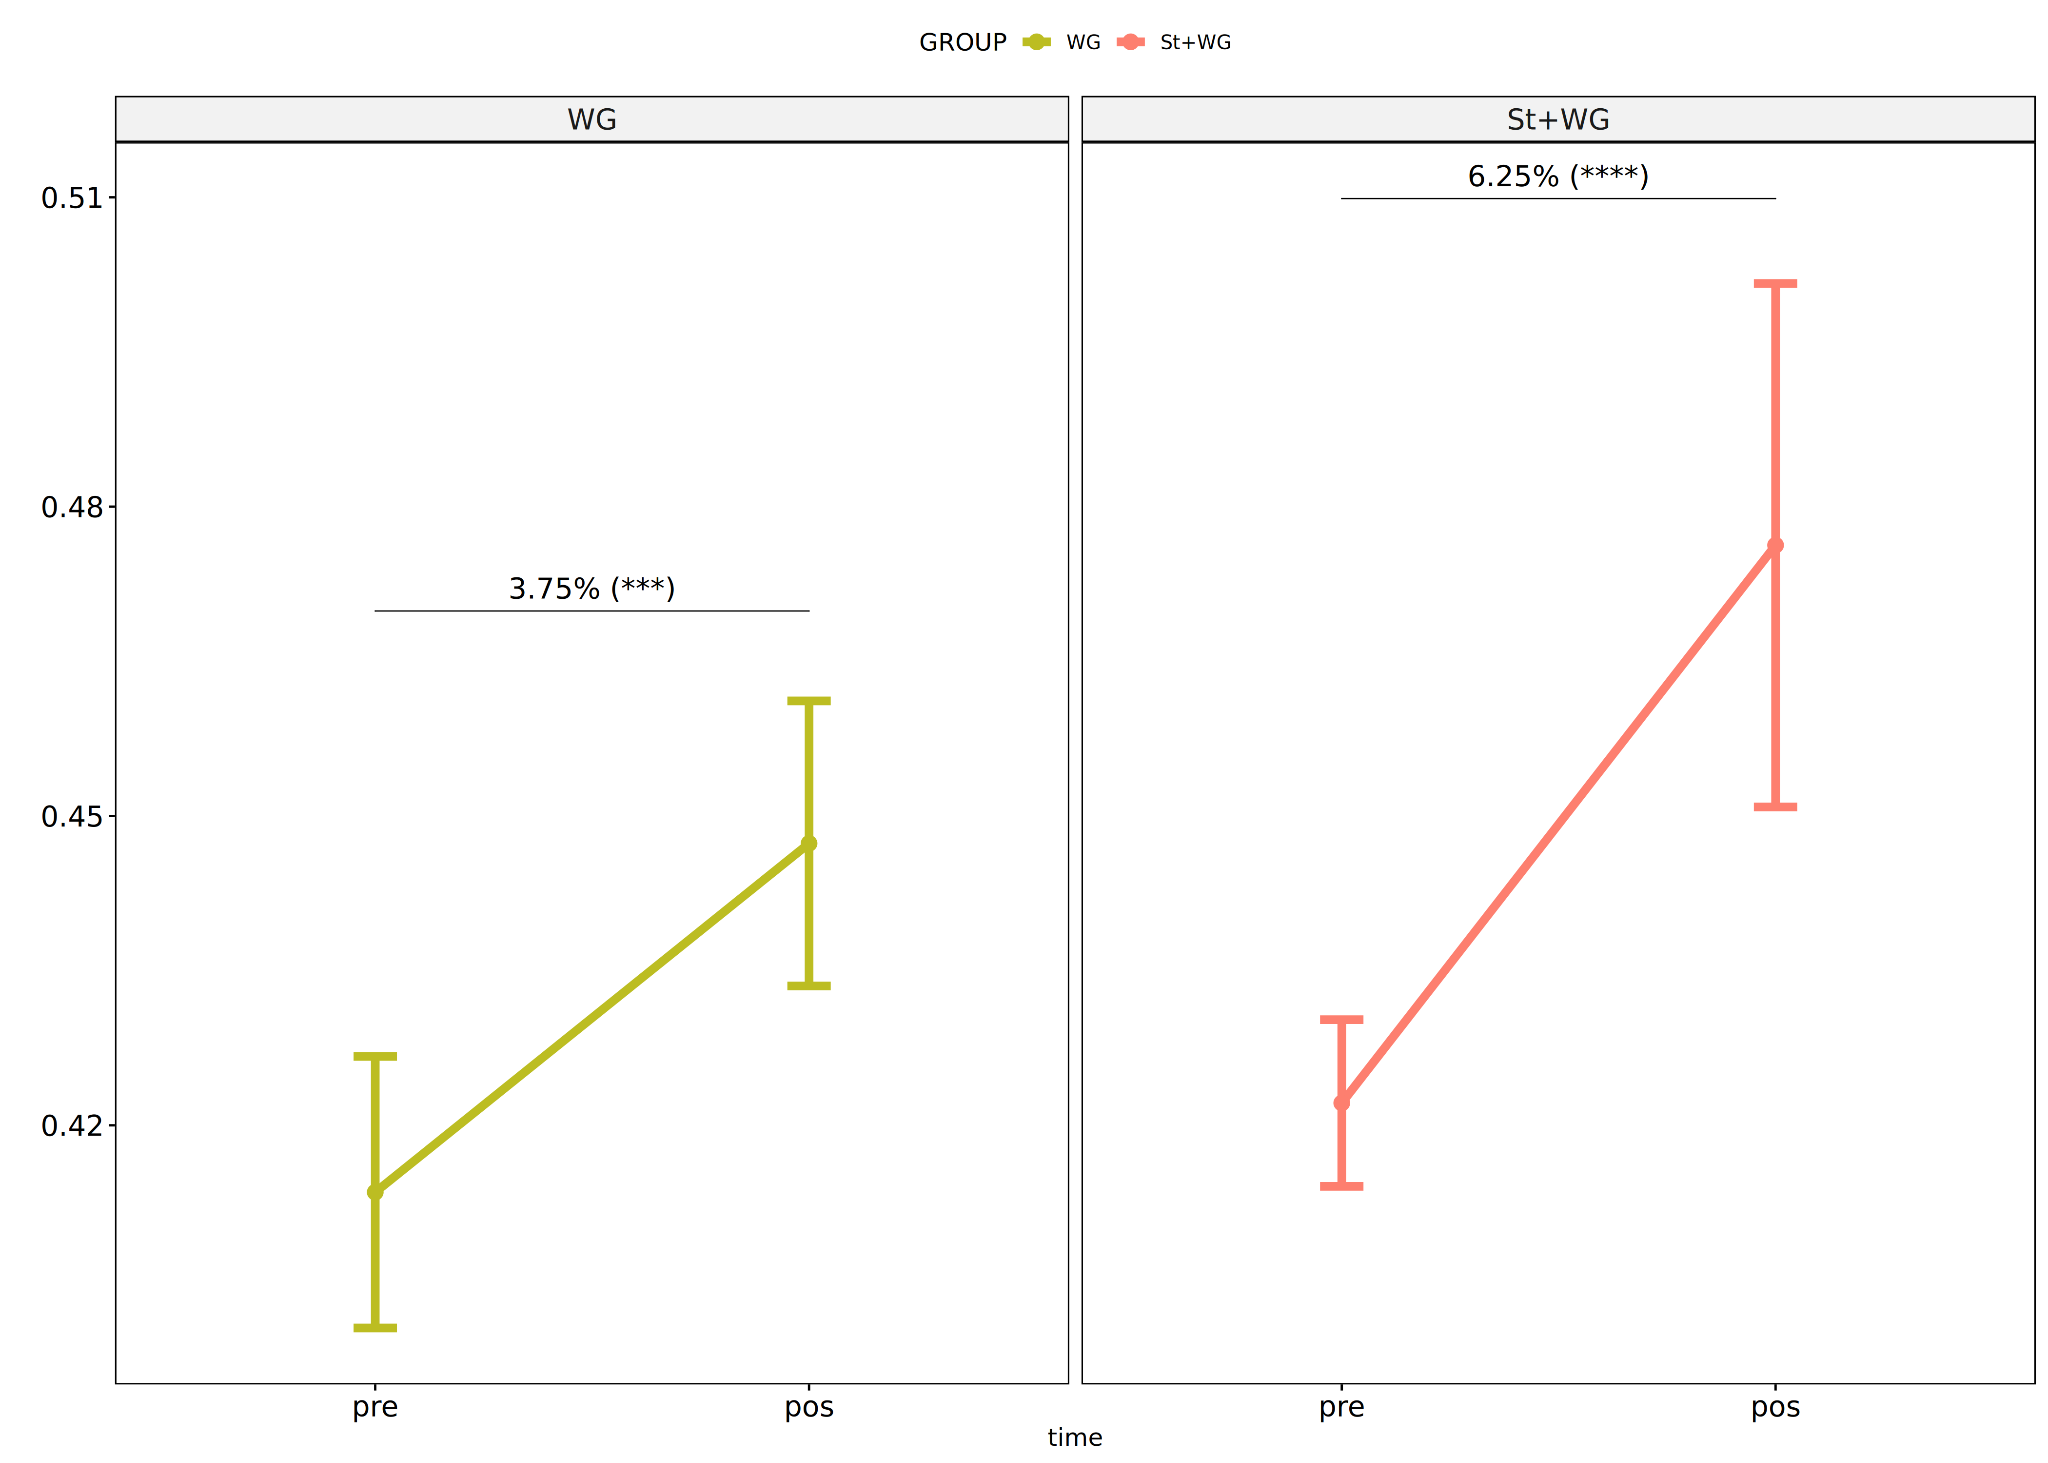 GROUP WG St+WG
WG St+WG
0.51
0.48
0.45
0.42
3.75% (***)
6.25% (****)
pre pos pre pos
time